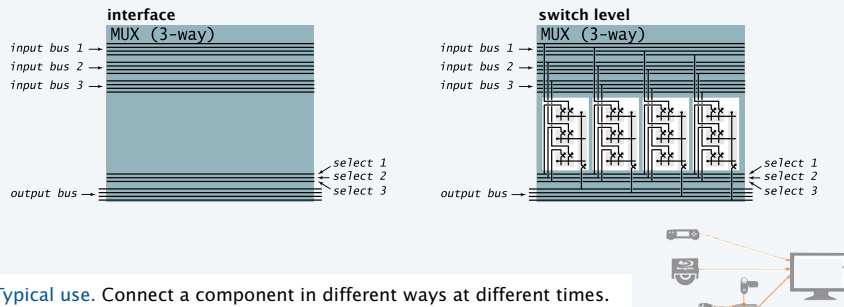 interface
MUX (3-way)
input bus 1
input bus 2
input bus 3
select 1
select 2
select 3
output bus
switch level
MUX (3-way)
input bus 1
input bus 2
input bus 3
select 1
select 2
select 3
output bus
Typical use. Connect a component in different ways at different times.